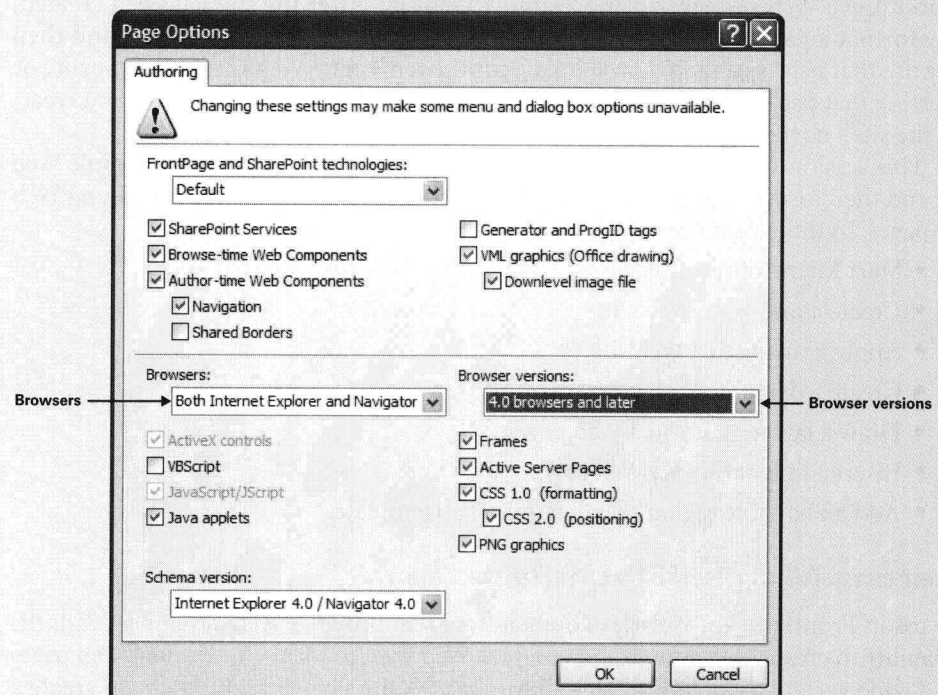 Page Options
Authoring
Changing these settings may make some menu and dialog box options unavailable.
FrontPage and SharePoint technologies:
Default
SharePoint Services
Browse-time Web Components
Author-time Web Components
Navigation
Shared Borders
Generator and ProgID tags
VML graphics (Office drawing)
Downlevel image file
Browsers:
Browsers
Both Internet Explorer and Navigator
ActiveX controls
VBScript
JavaScript/JScript
Java applets
Browser versions:
4.0 browsers and later
Browser versions
Frames
Active Server Pages
CSS 1.0 (formatting)
CSS 2.0 (positioning)
PNG graphics
Schema version:
Internet Explorer 4.0 / Navigator 4.0
OK
Cancel